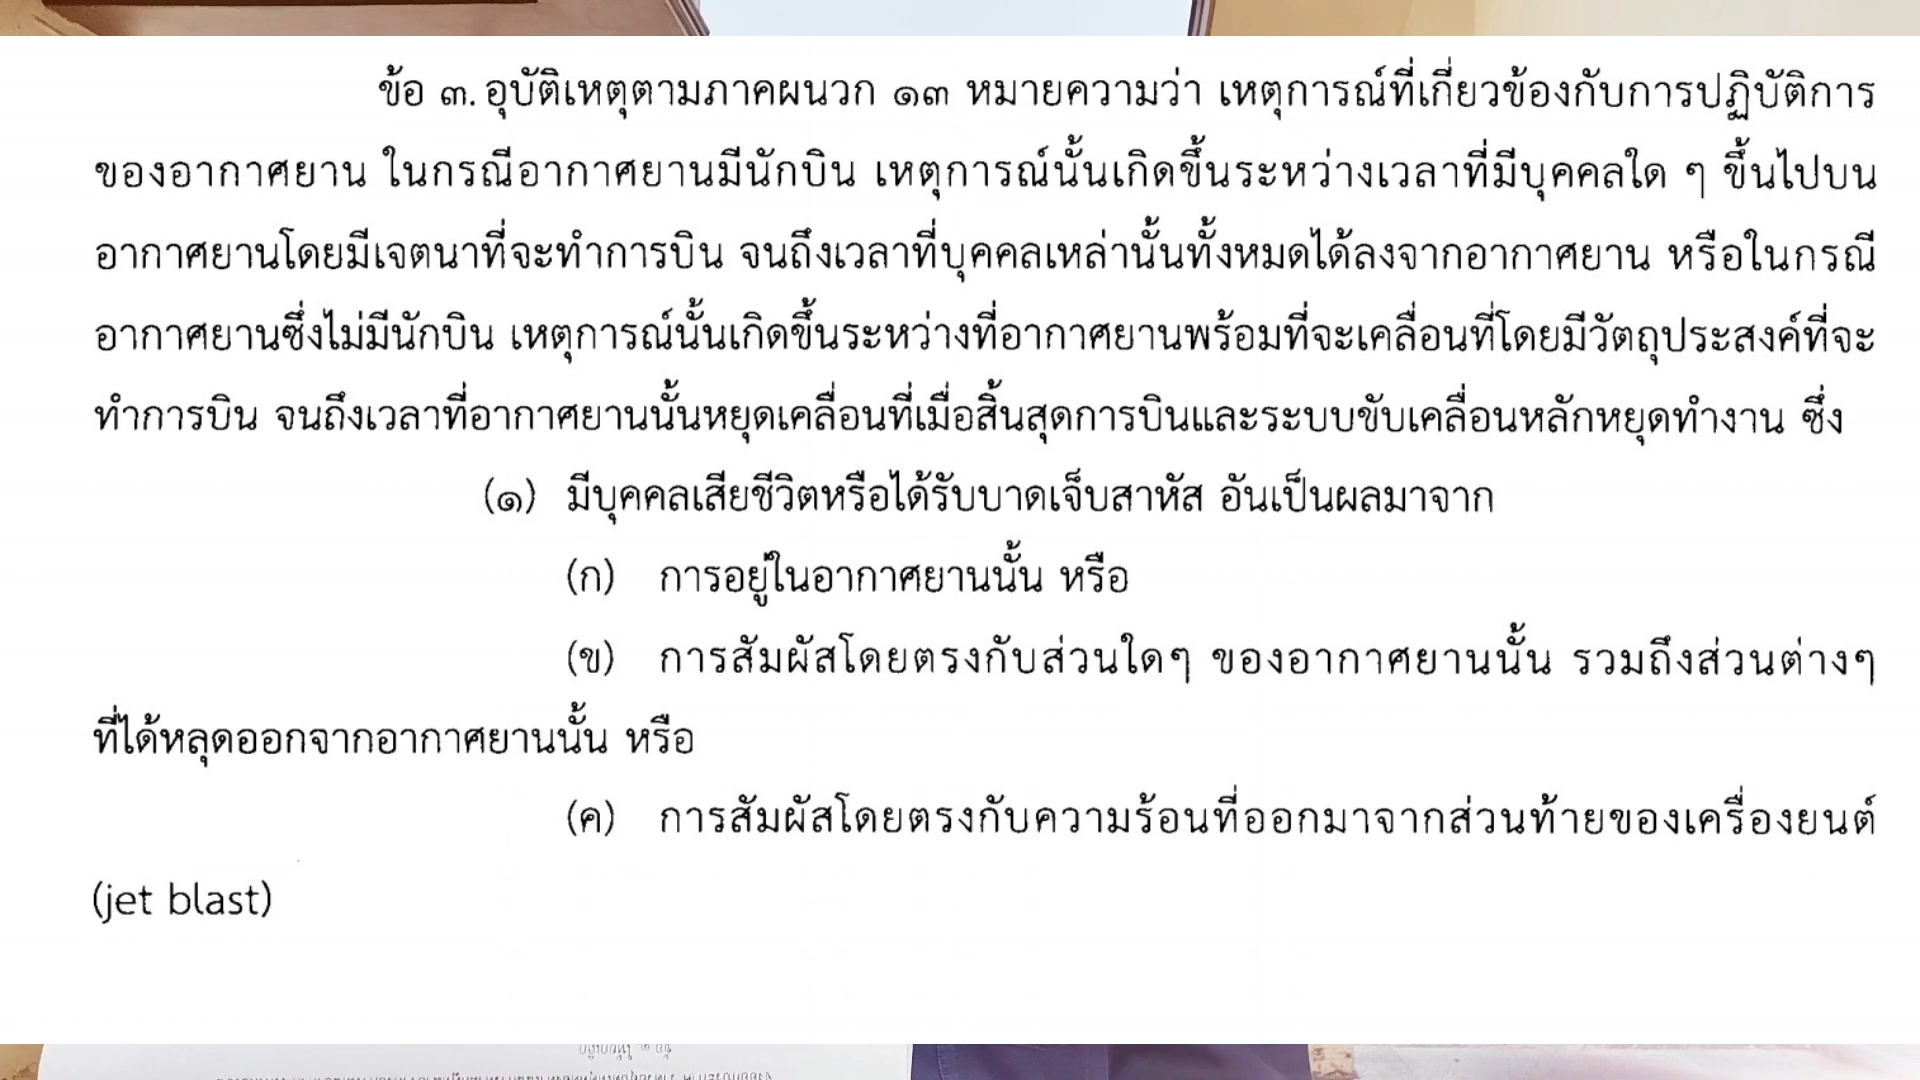 ข้อ ๓. อุบัติเหตุตามภาคผนวก ๑๓ หมายความว่า เหตุการณ์ที่เกี่ยวข้องกับการปฏิบัติการ
ของอากาศยาน ในกรณีอากาศยานมีนักบิน เหตุการณ์นั้นเกิดขึ้นระหว่างเวลาที่มีบุคคลใด ๆ ขึ้นไปบน
อากาศยานโดยมีเจตนาที่จะทำการบิน จนถึงเวลาที่บุคคลเหล่านั้นทั้งหมดได้ลงจากอากาศยาน หรือในกรณี
อากาศยานซึ่งไม่มีนักบิน เหตุการณ์นั้นเกิดขึ้นระหว่างที่อากาศยานพร้อมที่จะเคลื่อนที่โดยมีวัตถุประสงค์ที่จะ
ทำการบิน จนถึงเวลาที่อากาศยานนั้นหยุดเคลื่อนที่เมื่อสิ้นสุดการบินและระบบขับเคลื่อนหลักหยุดทำงาน ซึ่ง
(๑) มีบุคคลเสียชีวิตหรือได้รับบาดเจ็บสาหัส อันเป็นผลมาจาก
(ก) การอยู่ในอากาศยานนั้น หรือ
(ข) การสัมผัสโดยตรงกับส่วนใดๆ ของอากาศยานนั้น รวมถึงส่วนต่างๆ
ที่ได้หลุดออกจากอากาศยานนั้น หรือ
(ค) การสัมผัสโดยตรงกับความร้อนที่ออกมาจากส่วนท้ายของเครื่องยนต์
(jet blast)